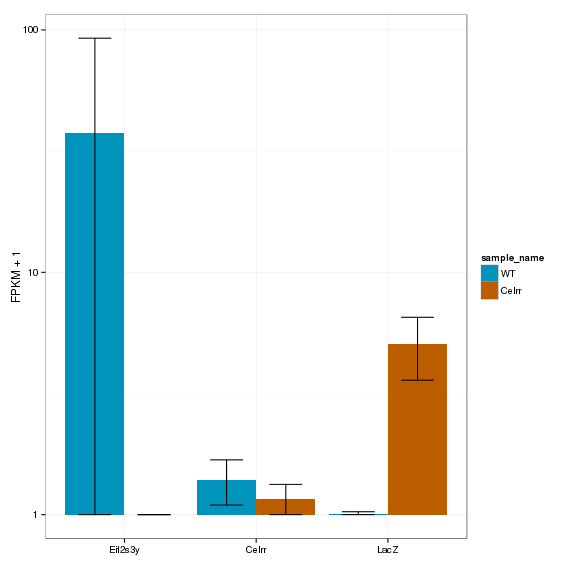 100
10
1
FPKM + 1
Eif2s3y
Celrr
LacZ
sample_name
WT
Celrr